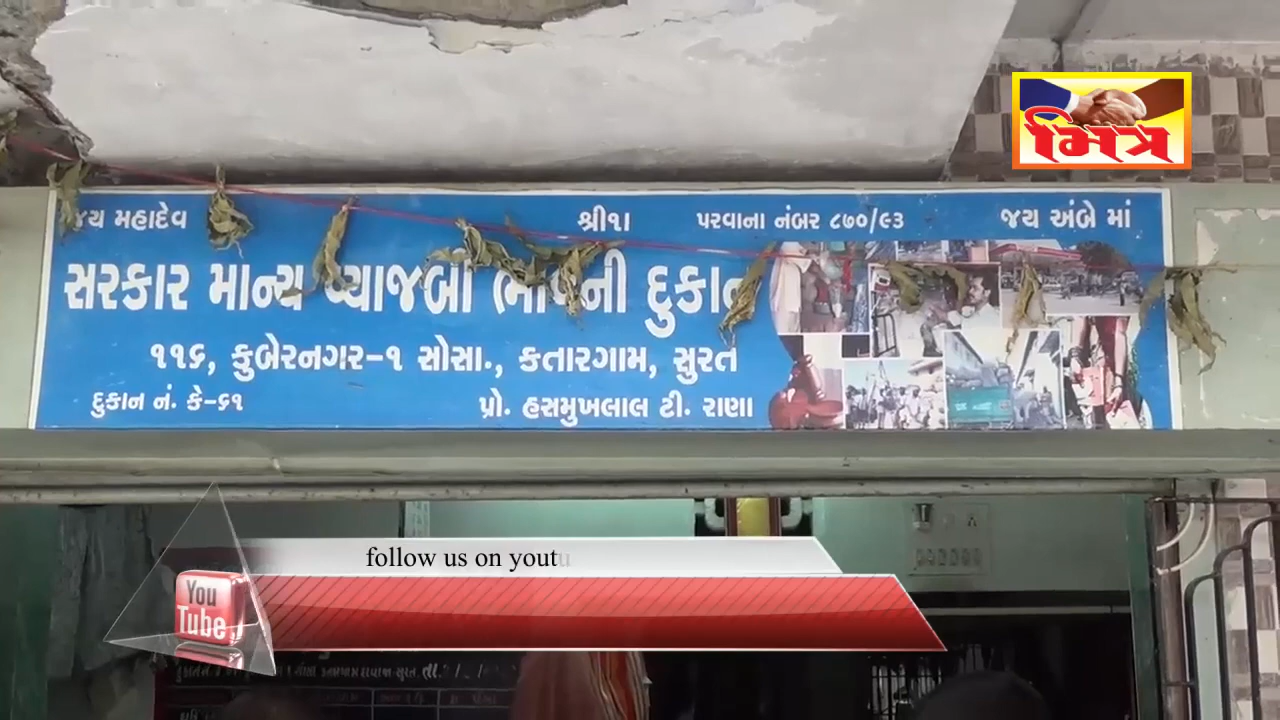 મિત્ર
જય મહાદેવ શ્રી૧ા પરવાના નંબર ૮૭૦/૯૩ જય અંબે માં
સરકાર માન્ય વ્યાજબી ભાવની દુકાન
૧૧૬, કુબેરનગર-૧ સોસા., કતારગામ, સુરત
દુકાન નં. કે-૬૧ પ્રો. હસમુખલાલ ટી. રાણા
follow us on yout
You
Tube